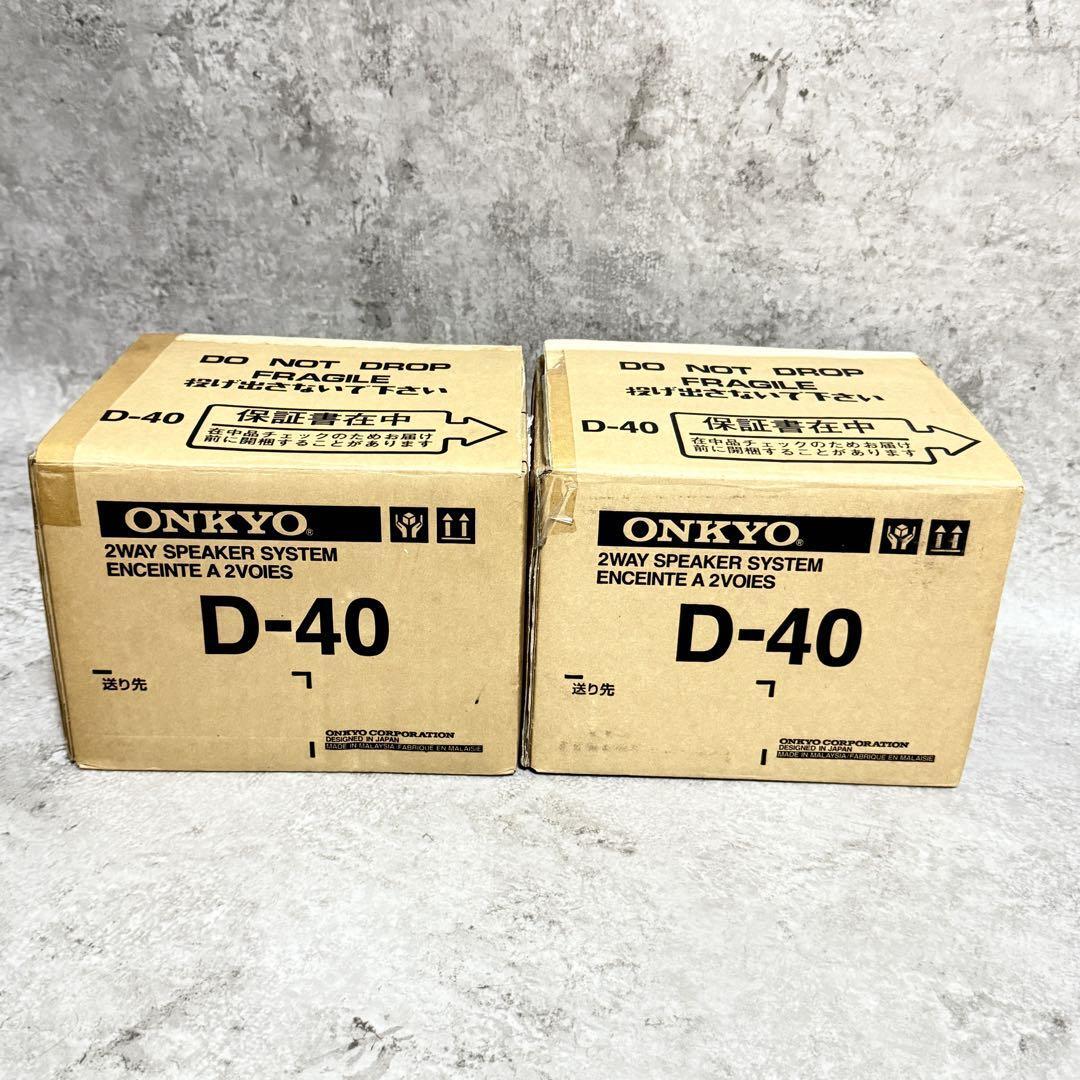 DO NOT DROP
FRAGILE
投げ出さないで下さい
D-40
保証書在中
在中品チェックのためお届け
前に開梱することがあります
ONKYO®
2WAY SPEAKER SYSTEM
ENCEINTE A 2VOIES
D-40
送り先
ONKYO CORPORATION
DESIGNED IN JAPAN
MADE IN MALAYSIA/FABRIQUE EN MALAISIE
DO NOT DROP
FRAGILE
投げ出さないで下さい
D-40
保証書在中
在中品チェックのためお届け
前に開梱することがあります
ONKYO®
2WAY SPEAKER SYSTEM
ENCEINTE A 2VOIES
D-40
送り先
ONKYO CORPORATION
DESIGNED IN JAPAN
MADE IN MALAYSIA/FABRIQUE EN MALAISIE